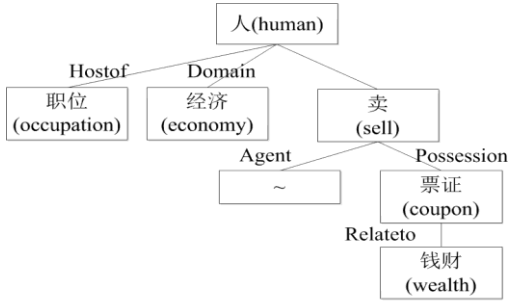 人(human)
Hostof
Domain
职位
(occupation)
经济
(economy)
卖
(sell)
Agent
Possession
~
票证
(coupon)
Relateto
钱财
(wealth)